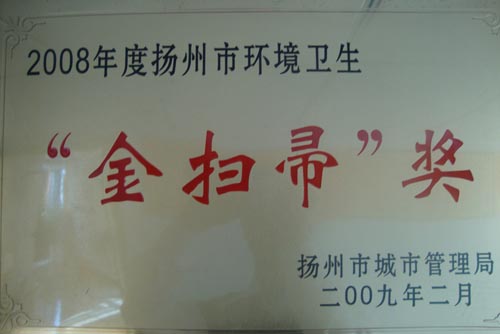 2008年度扬州市环境卫生
“金扫帚”奖
扬州市城市管理局
二00九年二月